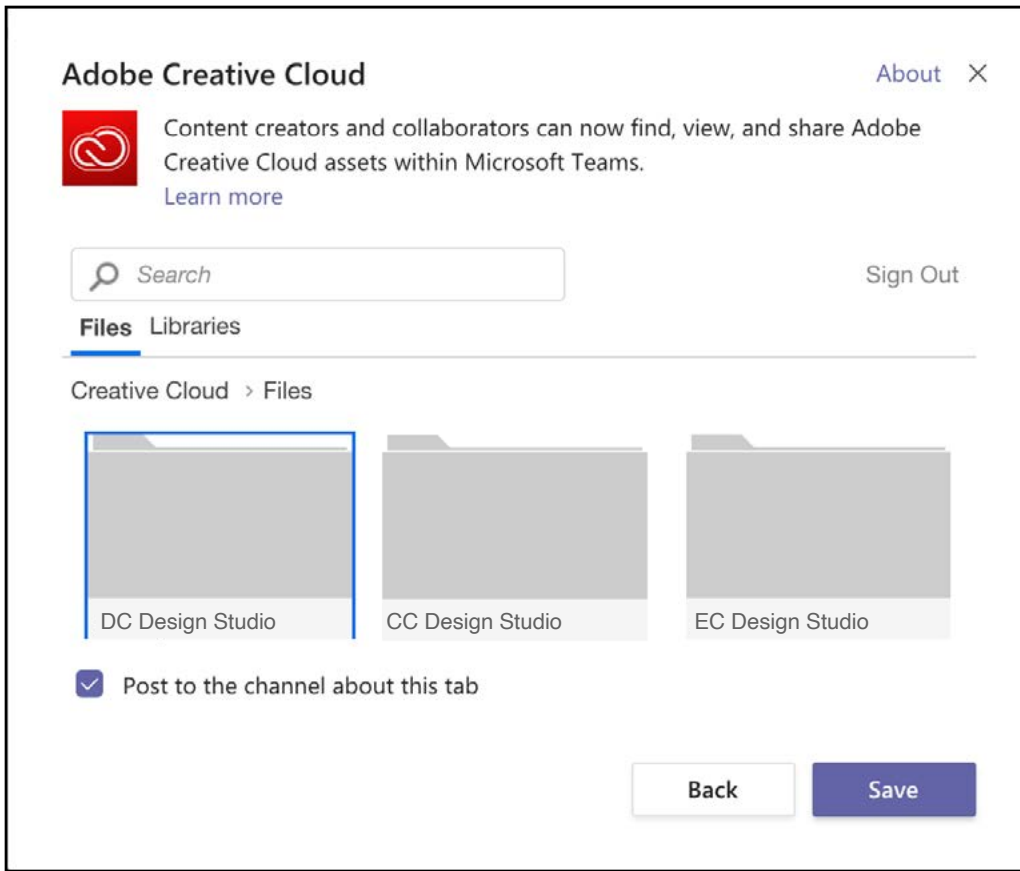 Adobe Creative Cloud
About
Content creators and collaborators can now find, view, and share Adobe
Creative Cloud assets within Microsoft Teams.
Learn more
Search
Sign Out
Files Libraries
Creative Cloud > Files
DC Design Studio
CC Design Studio
EC Design Studio
Post to the channel about this tab
Back
Save